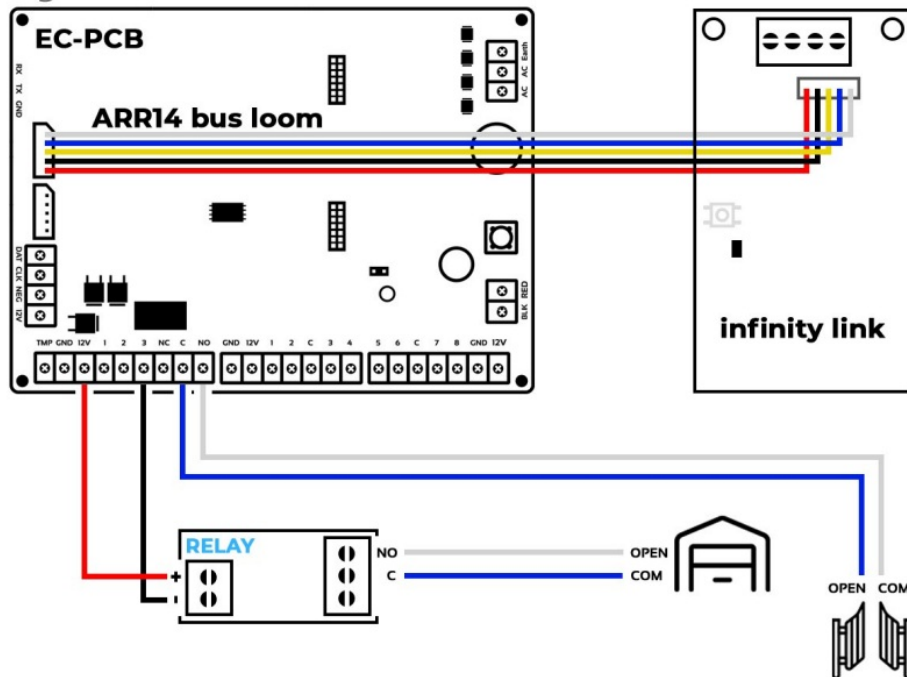 EC-PCB
RX
TX
GND
Earth
AC
AC
ARR14 bus loom
DAT
CLK
NEG
12V
RED
BLK
infinity link
TMP GND 12V 1 2 3 NC C NO
GND 12V 1 2 C 3 4
5 6 C 7 8 GND 12V
RELAY
+
-
NO
C
OPEN
COM
OPEN COM